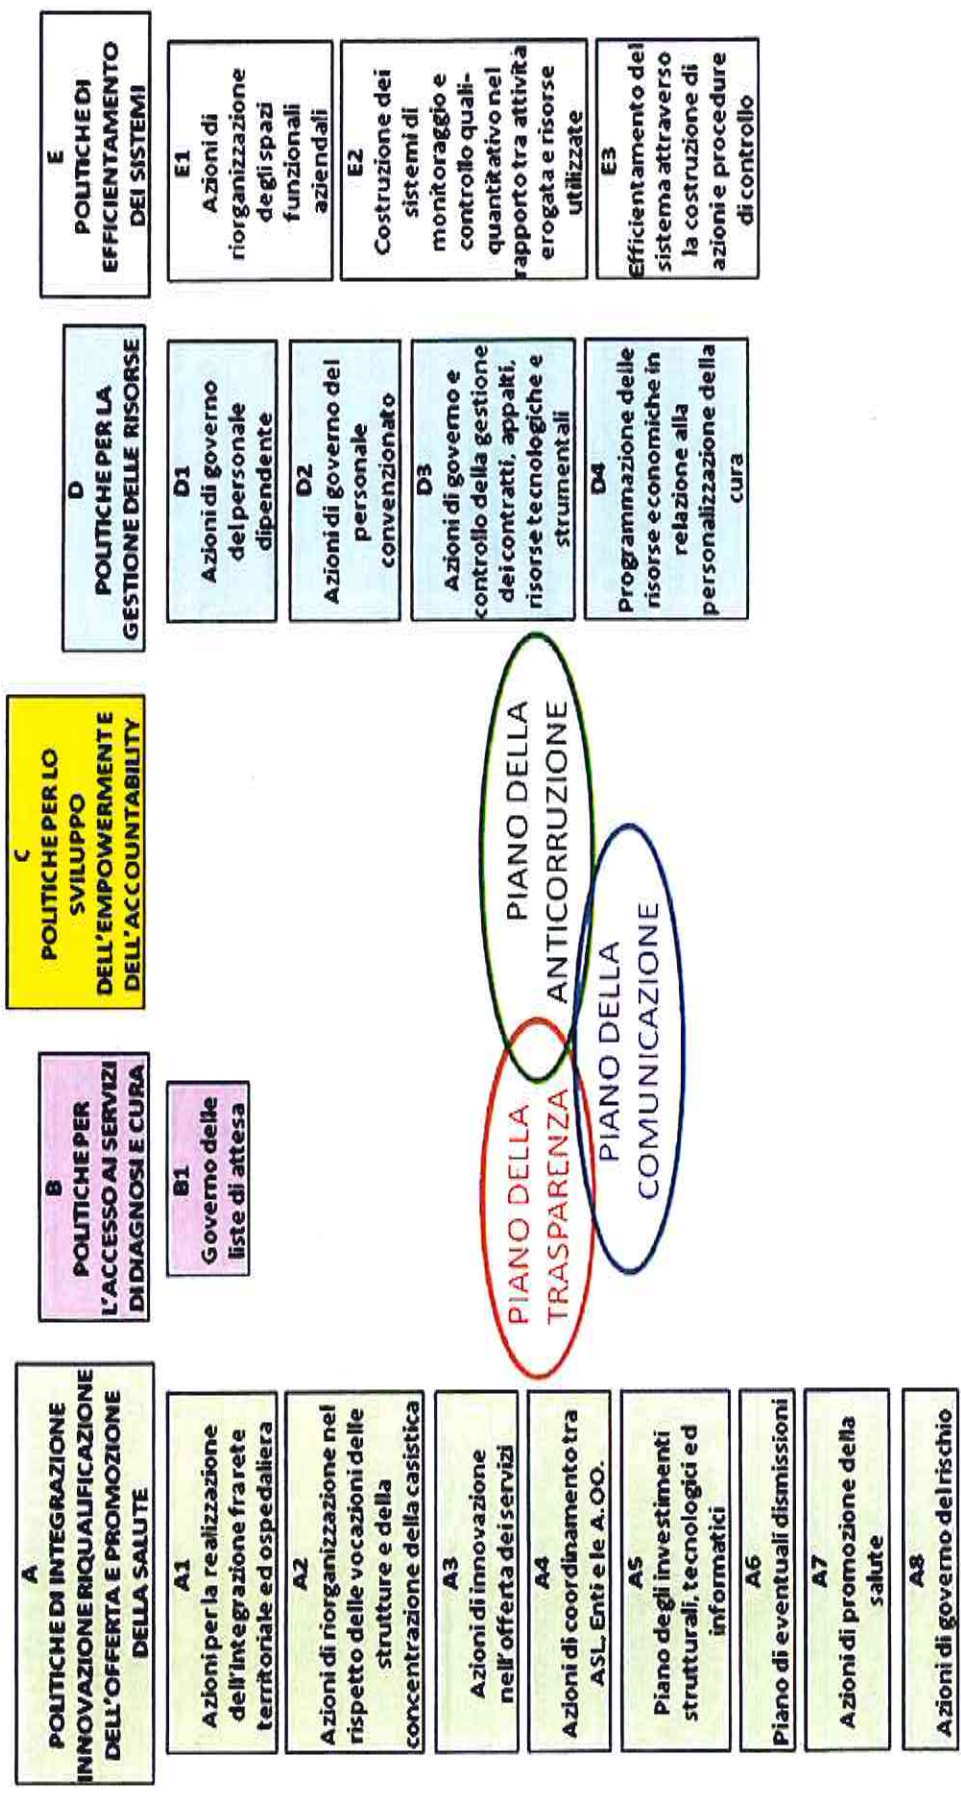 A
POLITICHE DI INTEGRAZIONE
INNOVAZIONE RIQUALIFICAZIONE
DELL'OFFERTA E PROMOZIONE
DELLA SALUTE
A1
Azioni per la realizzazione
dell'integrazione fra rete
territoriale ed ospedaliera
A2
Azioni di riorganizzazione nel
rispetto delle vocazioni delle
strutture e della
concentrazione della casistica
A3
Azioni di innovazione
nell'offerta dei servizi
A4
Azioni di coordinamento tra
ASL, Enti e le A.OO.
A5
Piano degli investimenti
strutturali, tecnologici ed
informatici
A6
Piano di eventuali dismissioni
A7
Azioni di promozione della
salute
A8
Azioni di governo del rischio
B
POLITICHE PER
L'ACCESSO AI SERVIZI
DI DIAGNOSI E CURA
B1
Governo delle
liste di attesa
C
POLITICHE PER LO
SVILUPPO
DELL'EMPOWERMENT E
DELL'ACCOUNTABILITY
PIANO DELLA
TRASPARENZA
PIANO DELLA
ANTICORRUZIONE
PIANO DELLA
COMUNICAZIONE
D
POLITICHE PER LA
GESTIONE DELLE RISORSE
D1
Azioni di governo
del personale
dipendente
D2
Azioni di governo del
personale
convenzionato
D3
Azioni di governo e
controllo della gestione
dei contratti, appalti,
risorse tecnologiche e
strumentali
D4
Programmazione delle
risorse economiche in
relazione alla
personalizzazione della
cura
E
POLITICHE DI
EFFICIENTAMENTO
DEI SISTEMI
E1
Azioni di
riorganizzazione
degli spazi
funzionali
aziendali
E2
Costruzione dei
sistemi di
monitoraggio e
controllo quali-
quantitativo nel
rapporto tra attività
erogata e risorse
utilizzate
E3
Efficientamento del
sistema attraverso
la costruzione di
azioni e procedure
di controllo